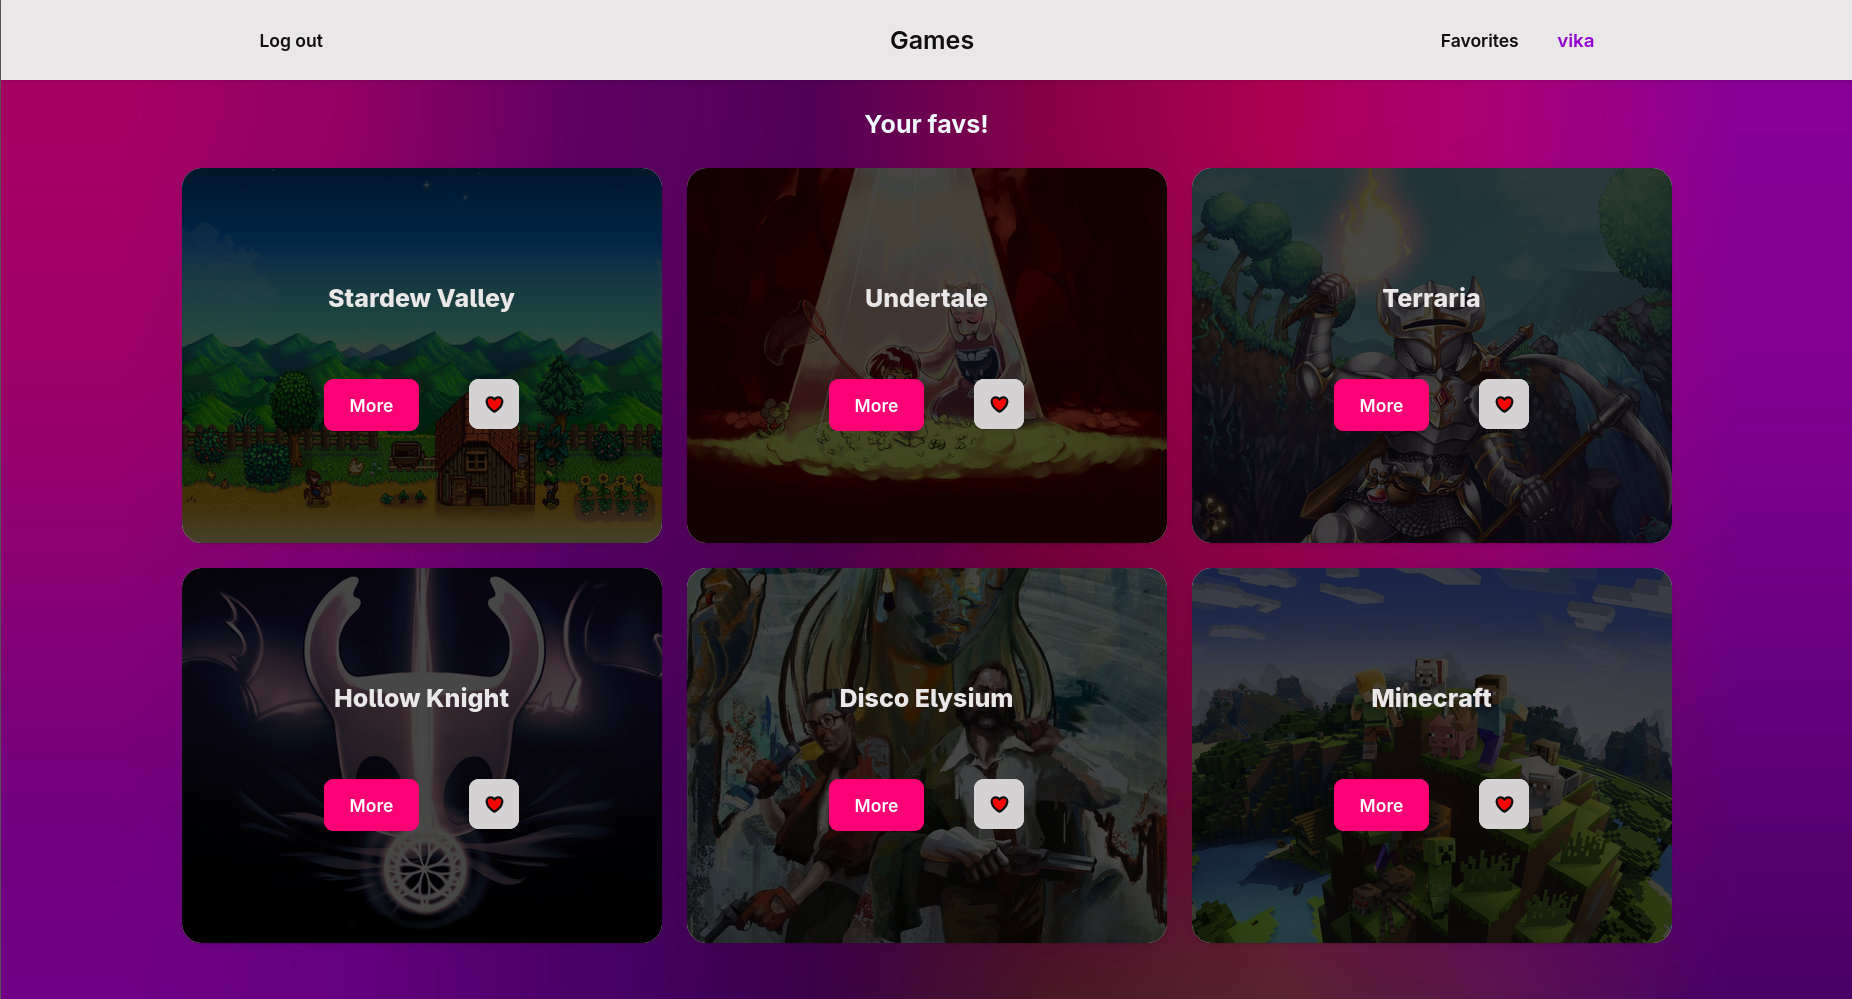 Log out
Games
Favorites
vika
Your favs!
Stardew Valley
More
Undertale
More
Terraria
More
Hollow Knight
More
Disco Elysium
More
Minecraft
More